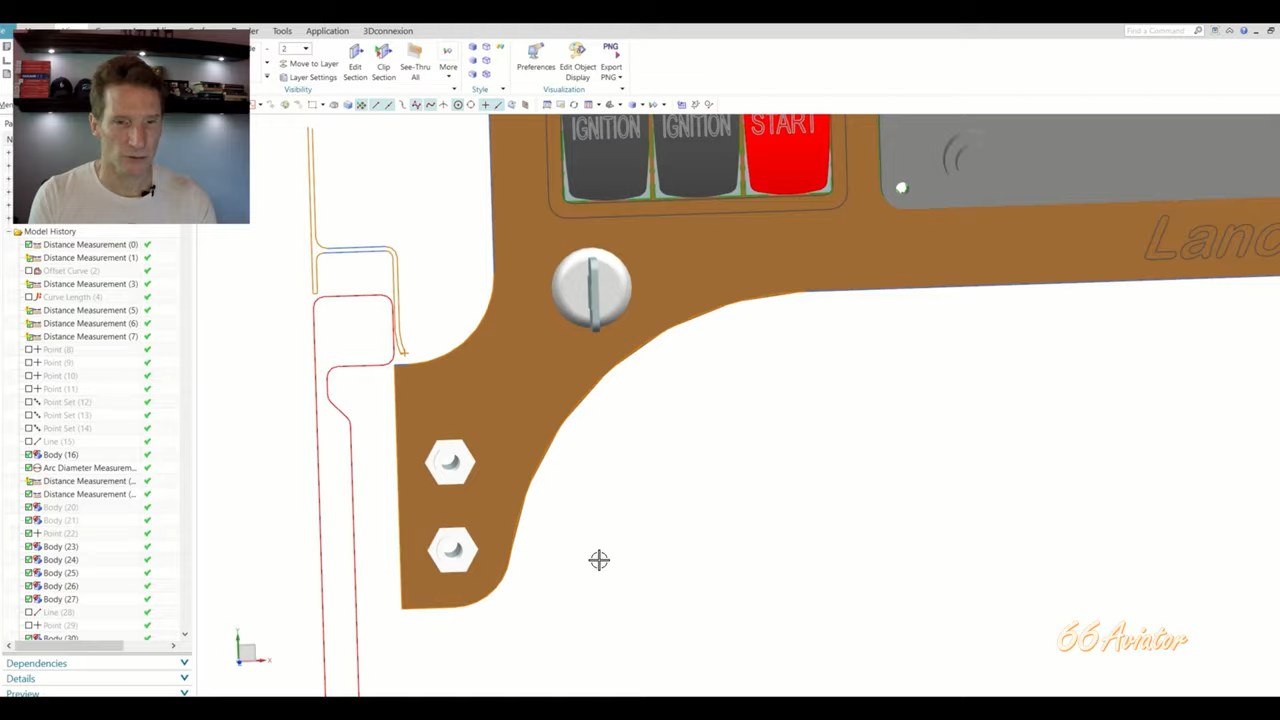 Tools Application 3Dconnexion Find a Command
2 Move to Layer
Layer Settings
Edit Section
Clip Section
See-Thru All
More
Preferences
Edit Object Display
Export PNG
Visibility Style Visualization
IGNITION IGNITION START
Model History
Distance Measurement (0)
Distance Measurement (1)
Offset Curve (2)
Distance Measurement (3)
Curve Length (4)
Distance Measurement (5)
Distance Measurement (6)
Distance Measurement (7)
Point (8)
Point (9)
Point (10)
Point (11)
Point Set (12)
Point Set (13)
Point Set (14)
Line (15)
Body (16)
Arc Diameter Measurem...
Distance Measurement (...
Distance Measurement (...
Body (20)
Body (21)
Point (22)
Body (23)
Body (24)
Body (25)
Body (26)
Body (27)
Line (28)
Point (29)
Body (30)
Dependencies
Details
Preview
Lanc
Y
X
66 Aviator